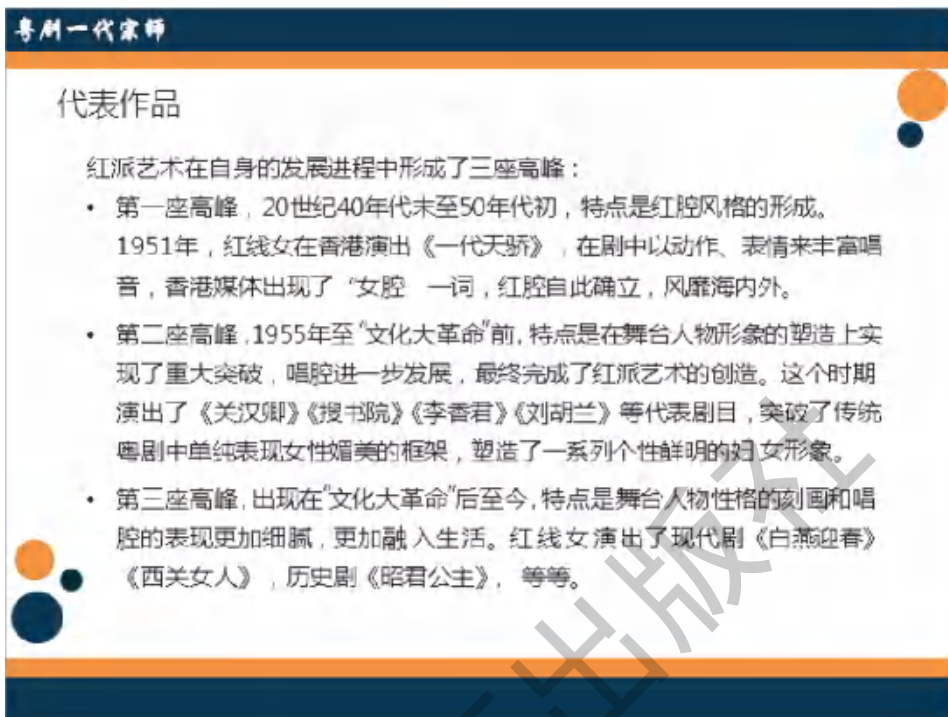 粤剧一代宗师
代表作品
红派艺术在自身的发展进程中形成了三座高峰：
• 第一座高峰，20世纪40年代末至50年代初，特点是红腔风格的形成。
1951年，红线女在香港演出《一代天骄》，在剧中以动作、表情来丰富唱
音，香港媒体出现了“女腔 一词，红腔自此确立，风靡海内外。
• 第二座高峰，1955年至“文化大革命”前，特点是在舞台人物形象的塑造上实
现了重大突破，唱腔进一步发展，最终完成了红派艺术的创造。这个时期
演出了《关汉卿》《搜书院》《李香君》《刘胡兰》等代表剧目，突破了传统
粤剧中单纯表现女性媚美的框架，塑造了一系列个性鲜明的妇女形象。
• 第三座高峰，出现在“文化大革命”后至今，特点是舞台人物性格的刻画和唱
腔的表现更加细腻，更加融入生活。红线女演出了现代剧《白燕迎春》
《西关女人》，历史剧《昭君公主》，等等。
出版社